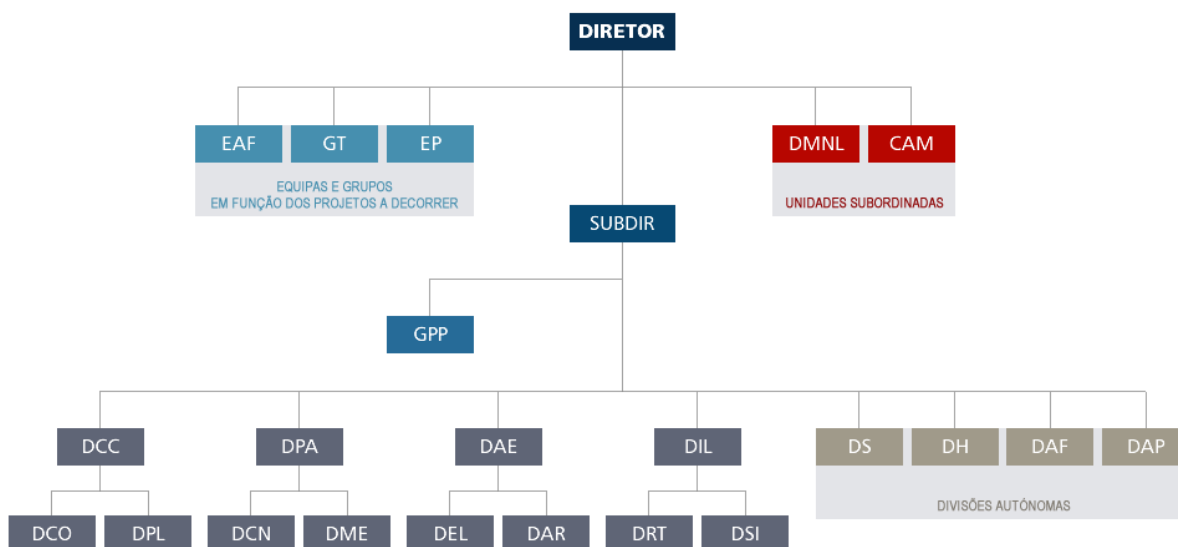 DIRETOR
EAF
GT
EP
DMNL
CAM
EQUIPAS E GRUPOS
EM FUNÇÃO DOS PROJETOS A DECORRER
UNIDADES SUBORDINADAS
SUBDIR
GPP
DCC
DPA
DAE
DIL
DS
DH
DAF
DAP
DIVISÕES AUTÓNOMAS
DCO
DPL
DCN
DME
DEL
DAR
DRT
DSI